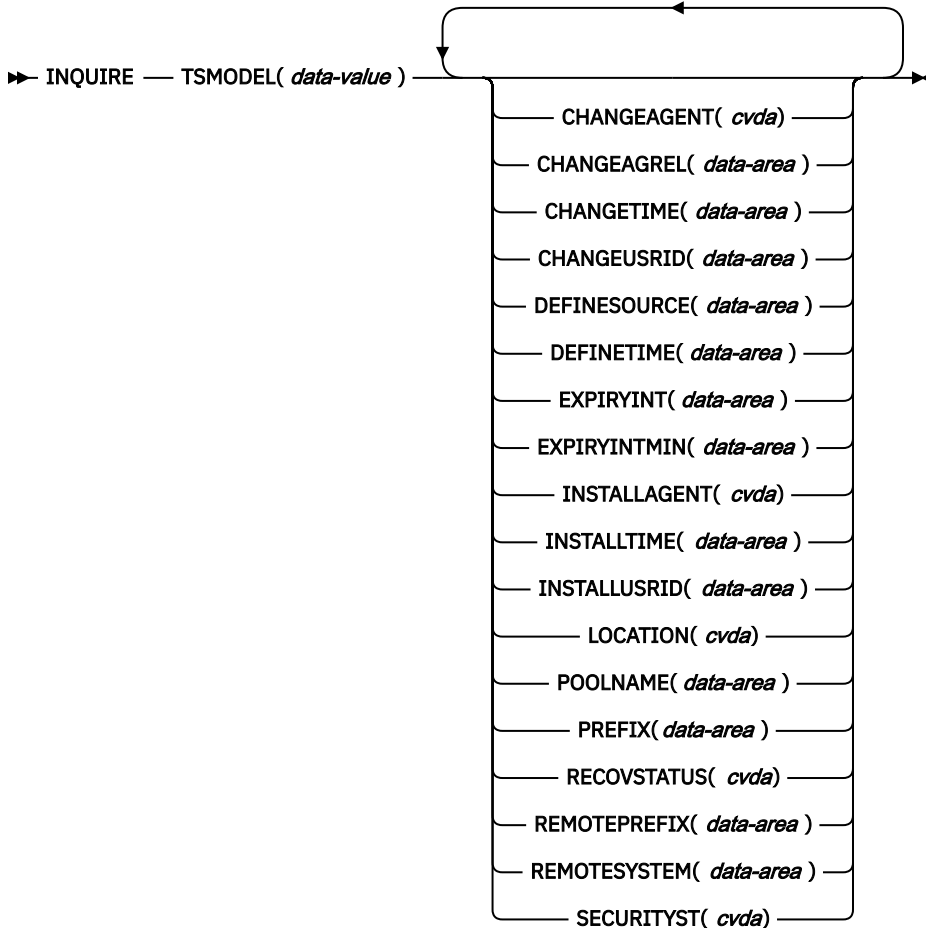 INQUIRE TSMODEL( data-value )
CHANGEAGENT( cvda)
CHANGEAGREL( data-area )
CHANGETIME( data-area )
CHANGEUSRID( data-area )
DEFINESOURCE( data-area )
DEFINETIME( data-area )
EXPIRYINT( data-area )
EXPIRYINTMIN( data-area )
INSTALLAGENT( cvda)
INSTALLTIME( data-area )
INSTALLUSRID( data-area )
LOCATION( cvda)
POOLNAME( data-area )
PREFIX( data-area )
RECOVSTATUS( cvda)
REMOTEPREFIX( data-area )
REMOTESYSTEM( data-area )
SECURITYST( cvda)